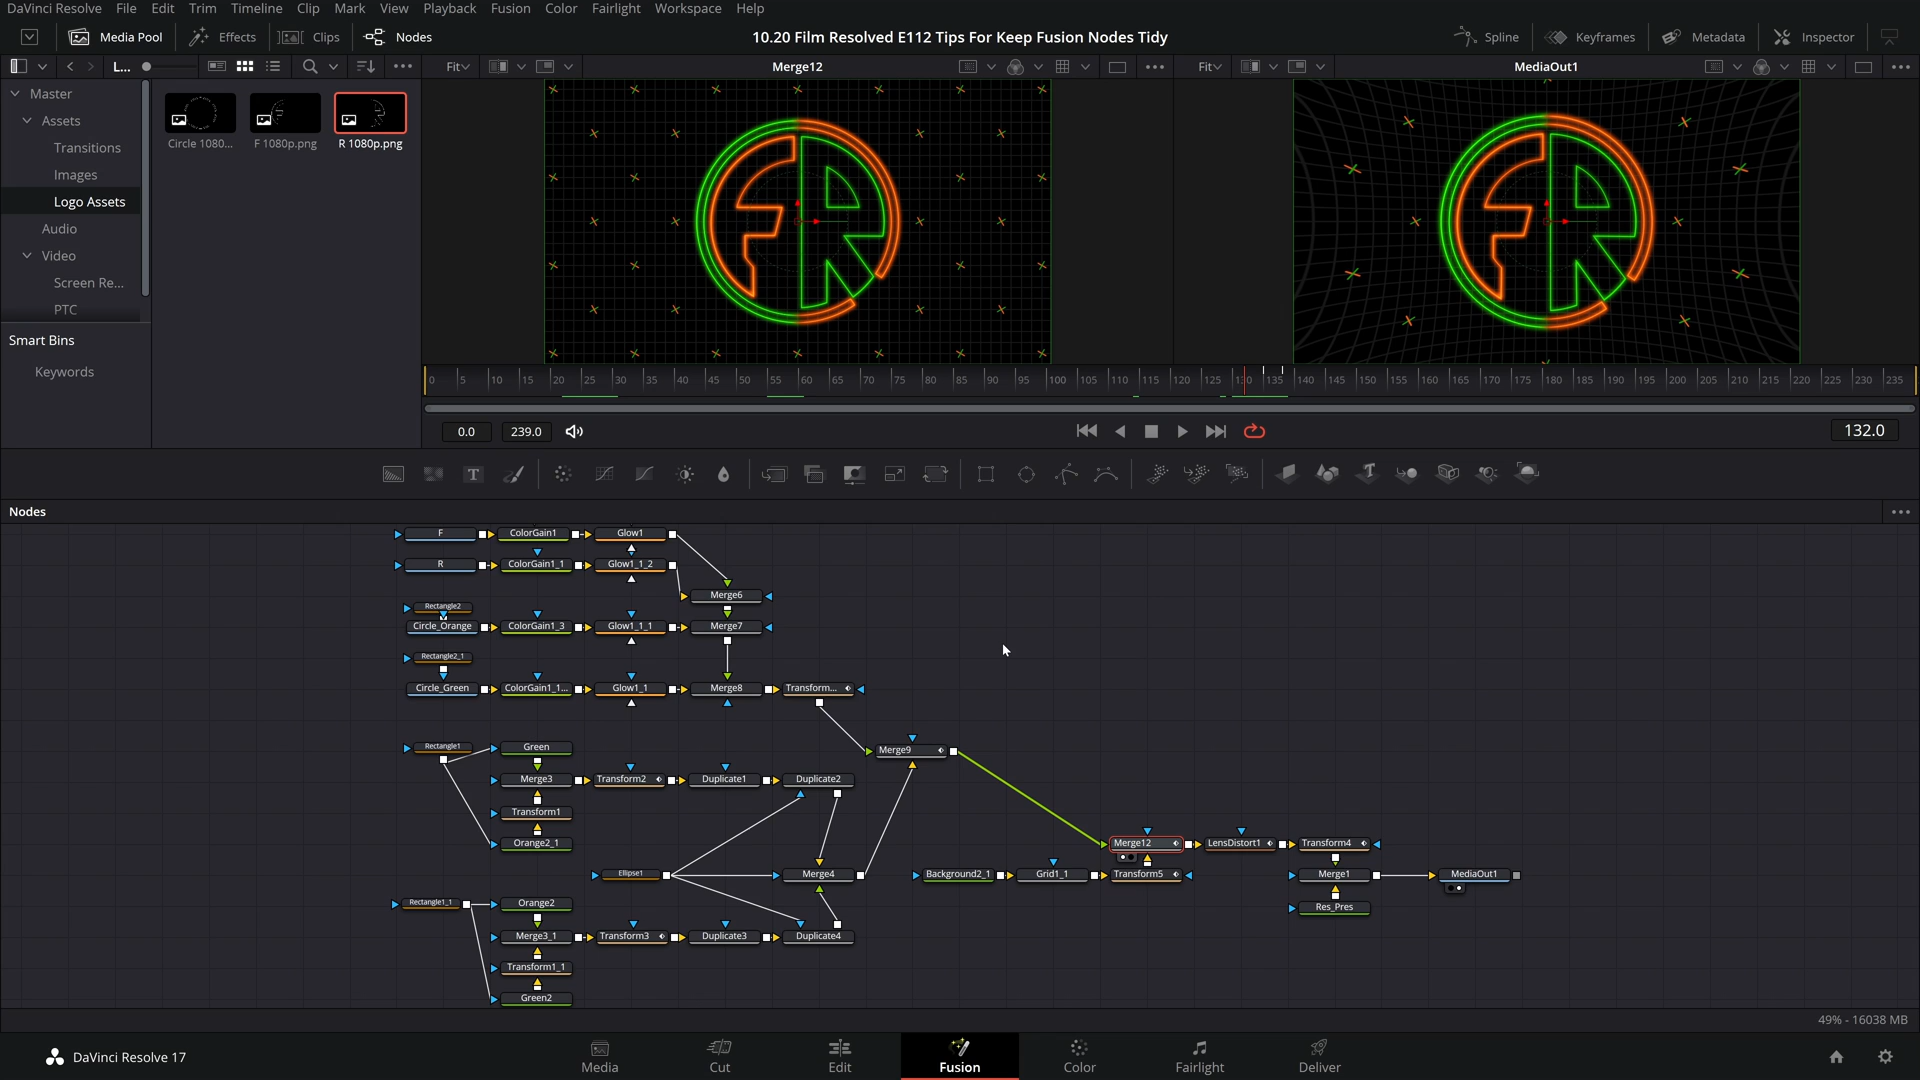 DaVinci Resolve File Edit Trim Timeline Clip Mark View Playback Fusion Color Fairlight Workspace Help
Media Pool Effects Clips Nodes 10.20 Film Resolved E112 Tips For Keep Fusion Nodes Tidy Spline Keyframes Metadata Inspector
L... Fit Merge12 Fit MediaOut1
Master
Assets
Transitions
Images
Logo Assets
Audio
Video
Screen Re...
PTC
Circle 1080... F 1080p.png R 1080p.png
Smart Bins
Keywords
0 5 10 15 20 25 30 35 40 45 50 55 60 65 70 75 80 85 90 95 100 105 110 115 120 125 130 135 140 145 150 155 160 165 170 175 180 185 190 195 200 205 210 215 220 225 230 235
0.0 239.0 132.0
Nodes
F ColorGain1 Glow1
R ColorGain1_1 Glow1_1_2
Merge6
Rectangle2
Circle_Orange ColorGain1_3 Glow1_1_1 Merge7
Rectangle2_1
Circle_Green ColorGain1_1... Glow1_1 Merge8 Transform...
Rectangle1 Green Merge9
Merge3 Transform2 Duplicate1 Duplicate2
Transform1
Orange2_1 Merge12 LensDistort1 Transform4
Ellipse1 Merge4 Background2_1 Grid1_1 Transform5 Merge1 MediaOut1
Rectangle1_1 Orange2 Res_Pres
Merge3_1 Transform3 Duplicate3 Duplicate4
Transform1_1
Green2
49% - 16038 MB
DaVinci Resolve 17 Media Cut Edit Fusion Color Fairlight Deliver